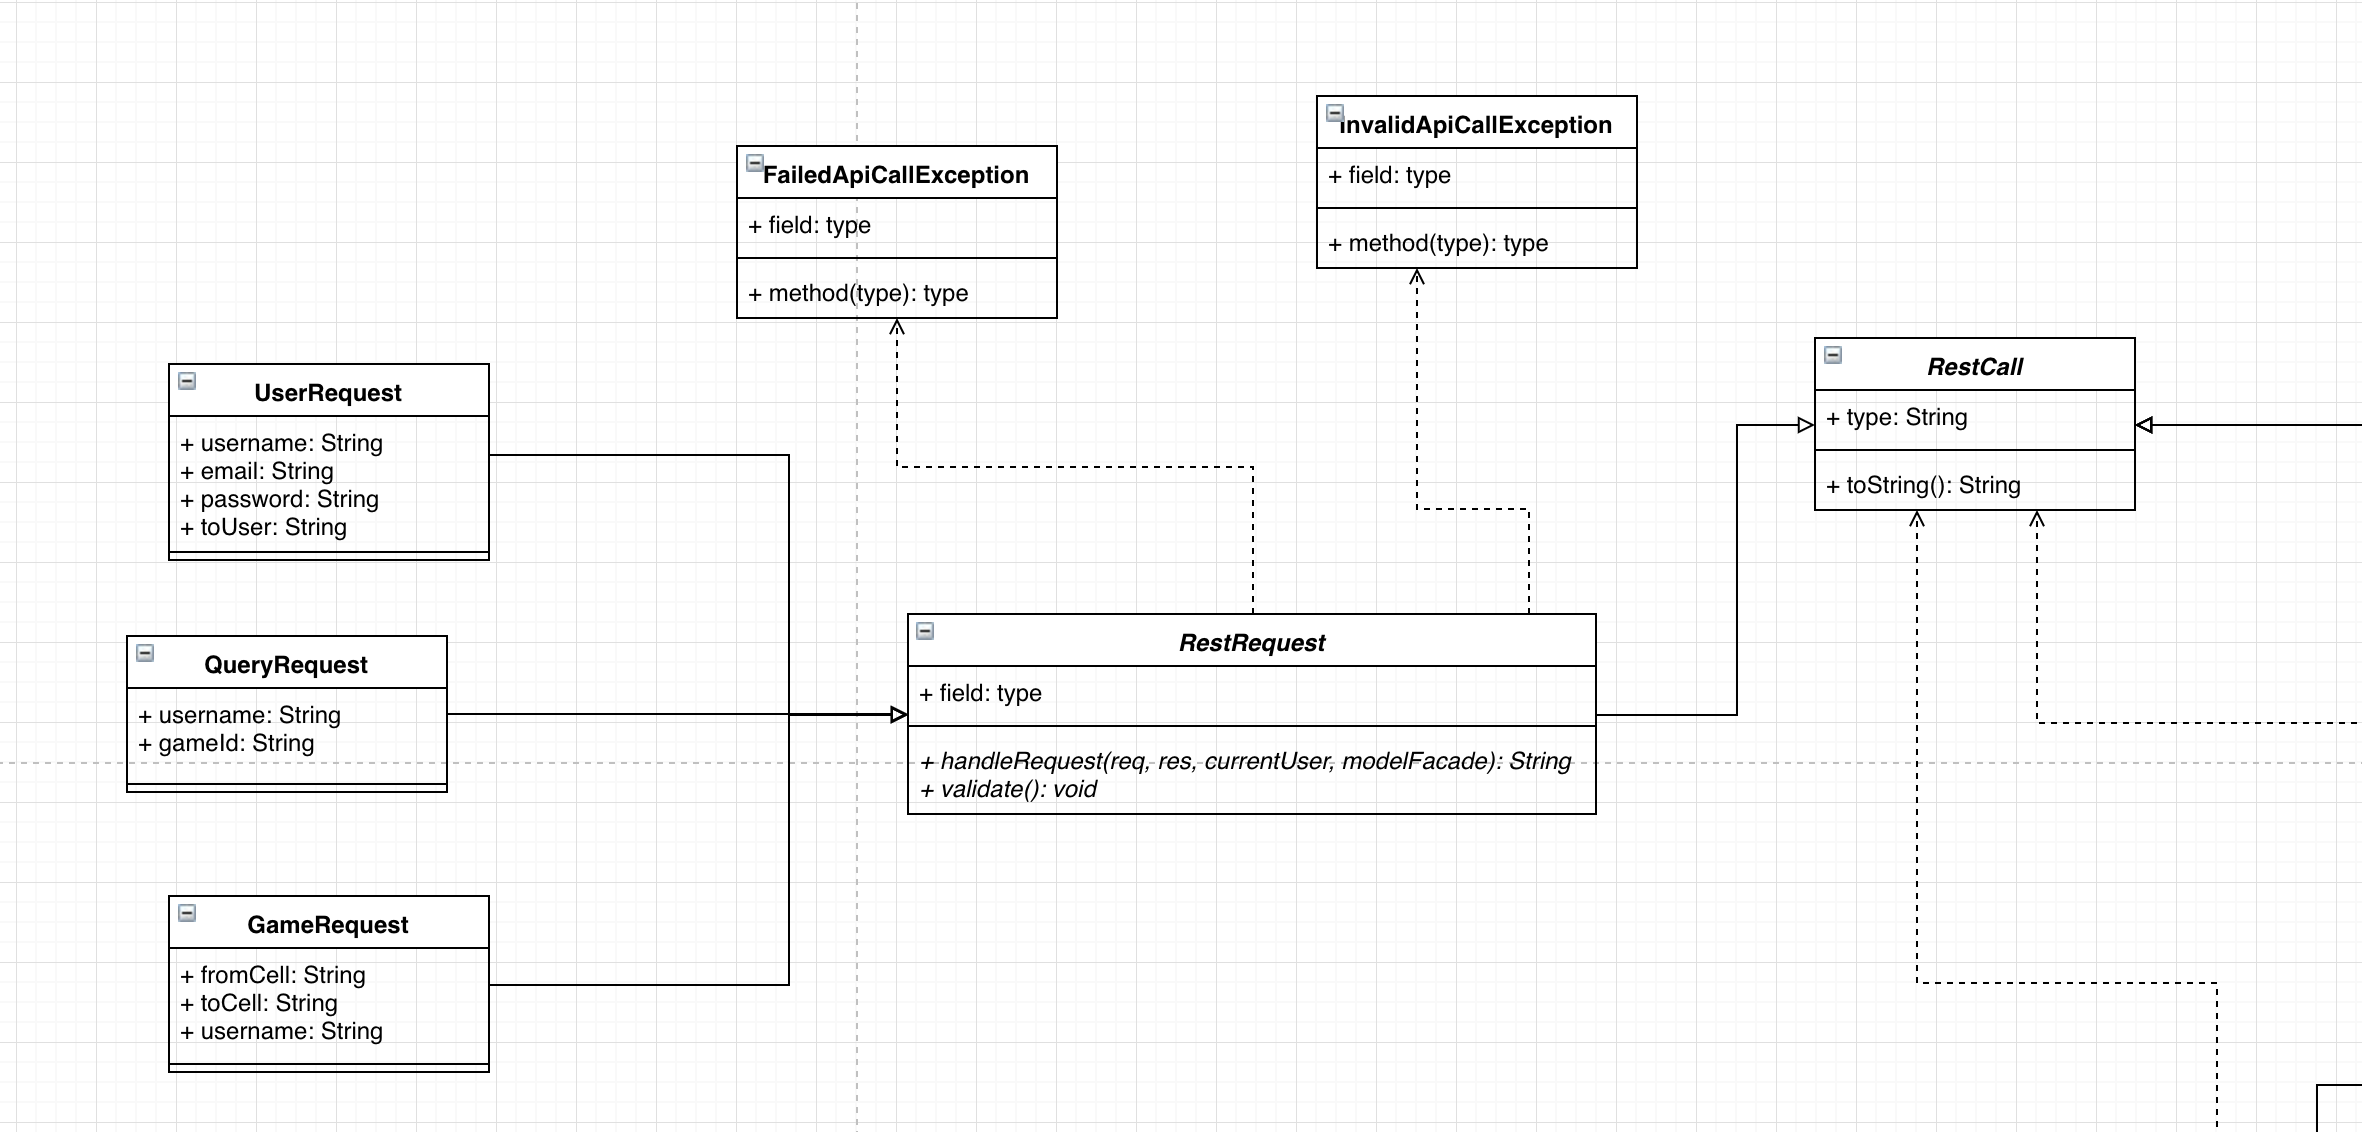 InvalidApiCallException
+ field: type
+ method(type): type
FailedApiCallException
+ field: type
+ method(type): type
RestCall
+ type: String
+ toString(): String
UserRequest
+ username: String
+ email: String
+ password: String
+ toUser: String
QueryRequest
+ username: String
+ gameId: String
RestRequest
+ field: type
+ handleRequest(req, res, currentUser, modelFacade): String
+ validate(): void
GameRequest
+ fromCell: String
+ toCell: String
+ username: String